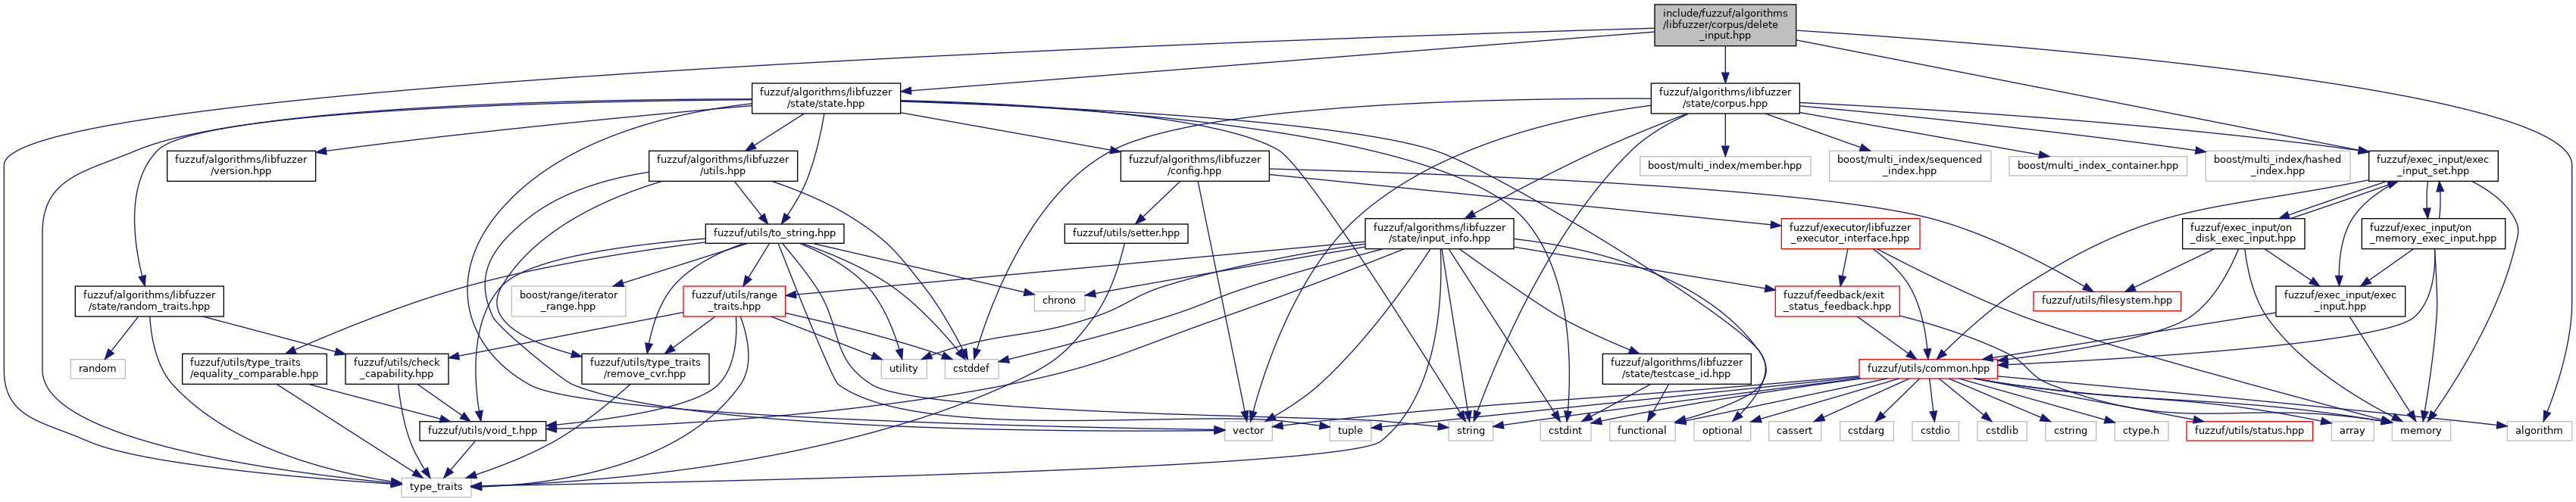 include/fuzzuf/algorithms
/libfuzzer/corpus/delete
_input.hpp
fuzzuf/algorithms/libfuzzer
/state/state.hpp
fuzzuf/algorithms/libfuzzer
/state/corpus.hpp
fuzzuf/algorithms/libfuzzer
/version.hpp
fuzzuf/algorithms/libfuzzer
/utils.hpp
fuzzuf/algorithms/libfuzzer
/config.hpp
boost/multi_index/member.hpp
boost/multi_index/sequenced
_index.hpp
boost/multi_index_container.hpp
boost/multi_index/hashed
_index.hpp
fuzzuf/exec_input/exec
_input_set.hpp
fuzzuf/utils/to_string.hpp
fuzzuf/utils/setter.hpp
fuzzuf/algorithms/libfuzzer
/state/input_info.hpp
fuzzuf/executor/libfuzzer
_executor_interface.hpp
fuzzuf/exec_input/on
_disk_exec_input.hpp
fuzzuf/exec_input/on
_memory_exec_input.hpp
fuzzuf/algorithms/libfuzzer
/state/random_traits.hpp
boost/range/iterator
_range.hpp
fuzzuf/utils/range
_traits.hpp
chrono
fuzzuf/feedback/exit
_status_feedback.hpp
fuzzuf/utils/filesystem.hpp
fuzzuf/exec_input/exec
_input.hpp
random
fuzzuf/utils/type_traits
/equality_comparable.hpp
fuzzuf/utils/check
_capability.hpp
fuzzuf/utils/type_traits
/remove_cvr.hpp
utility
cstddef
fuzzuf/algorithms/libfuzzer
/state/testcase_id.hpp
fuzzuf/utils/common.hpp
fuzzuf/utils/void_t.hpp
vector
tuple
string
cstdint
functional
optional
cassert
cstdarg
cstdio
cstdlib
cstring
ctype.h
fuzzuf/utils/status.hpp
array
memory
algorithm
type_traits